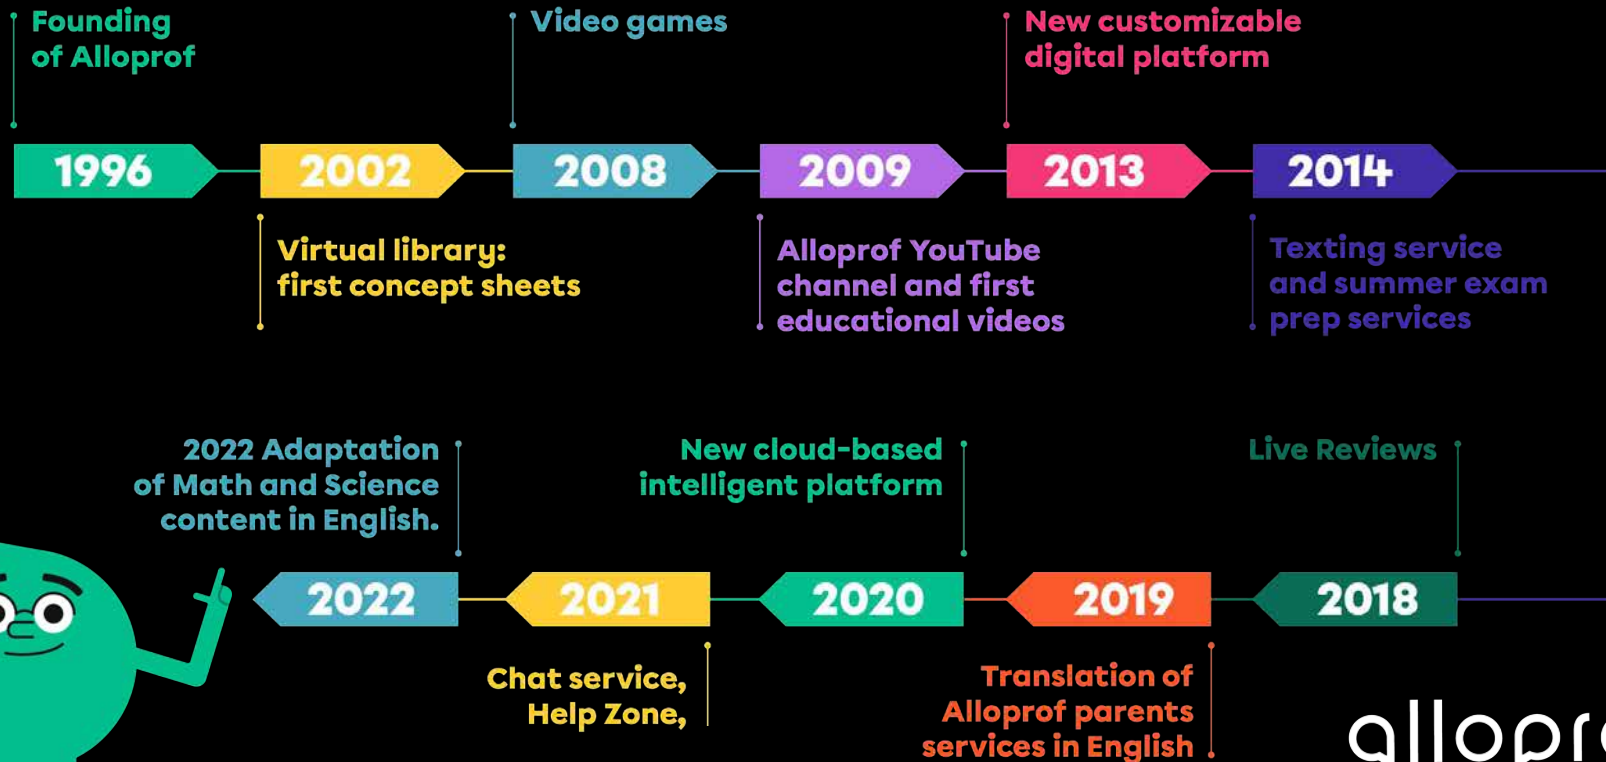 Founding
of Alloprof
Video games
New customizable
digital platform
1996
2002
2008
2009
2013
2014
Virtual library:
first concept sheets
Alloprof YouTube
channel and first
educational videos
Texting service
and summer exam
prep services
2022 Adaptation
of Math and Science
content in English.
New cloud-based
intelligent platform
Live Reviews
2022
2021
2020
2019
2018
Chat service,
Help Zone,
Translation of
Alloprof parents
services in English